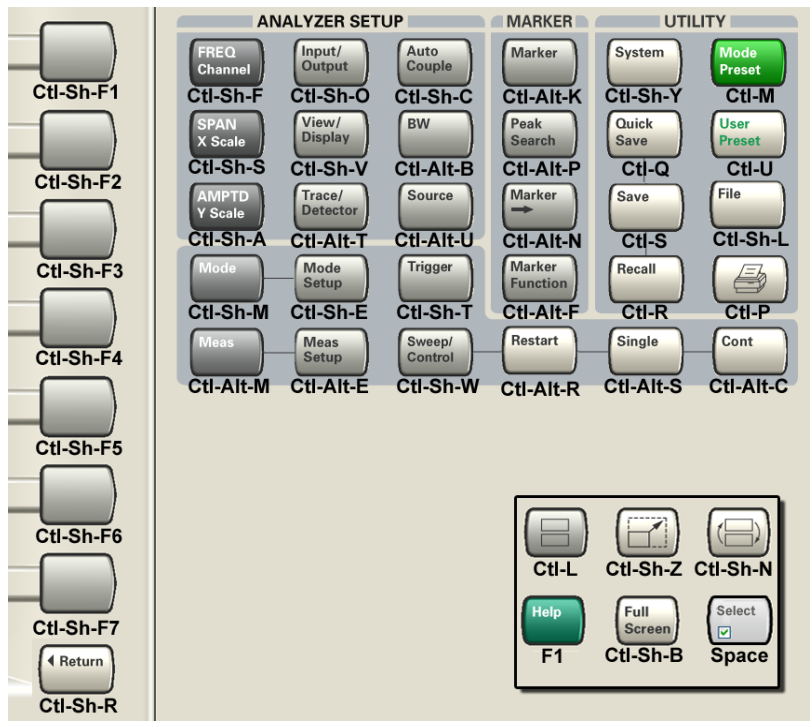 ANALYZER SETUP MARKER UTILITY
FREQ Channel Input/ Output Auto Couple Marker System Mode Preset
Ctl-Sh-F Ctl-Sh-O Ctl-Sh-C Ctl-Alt-K Ctl-Sh-Y Ctl-M
SPAN X Scale View/ Display BW Peak Search Quick Save User Preset
Ctl-Sh-S Ctl-Sh-V Ctl-Alt-B Ctl-Alt-P Ctl-Q Ctl-U
AMPTD Y Scale Trace/ Detector Source Marker Save File
Ctl-Sh-A Ctl-Alt-T Ctl-Alt-U Ctl-Alt-N Ctl-S Ctl-Sh-L
Mode Mode Setup Trigger Marker Function Recall
Ctl-Sh-M Ctl-Sh-E Ctl-Sh-T Ctl-Alt-F Ctl-R Ctl-P
Meas Meas Setup Sweep/ Control Restart Single Cont
Ctl-Alt-M Ctl-Alt-E Ctl-Sh-W Ctl-Alt-R Ctl-Alt-S Ctl-Alt-C
Ctl-Sh-F1
Ctl-Sh-F2
Ctl-Sh-F3
Ctl-Sh-F4
Ctl-Sh-F5
Ctl-Sh-F6
Ctl-Sh-F7
Return
Ctl-Sh-R
Ctl-L Ctl-Sh-Z Ctl-Sh-N
Help Full Screen Select
F1 Ctl-Sh-B Space